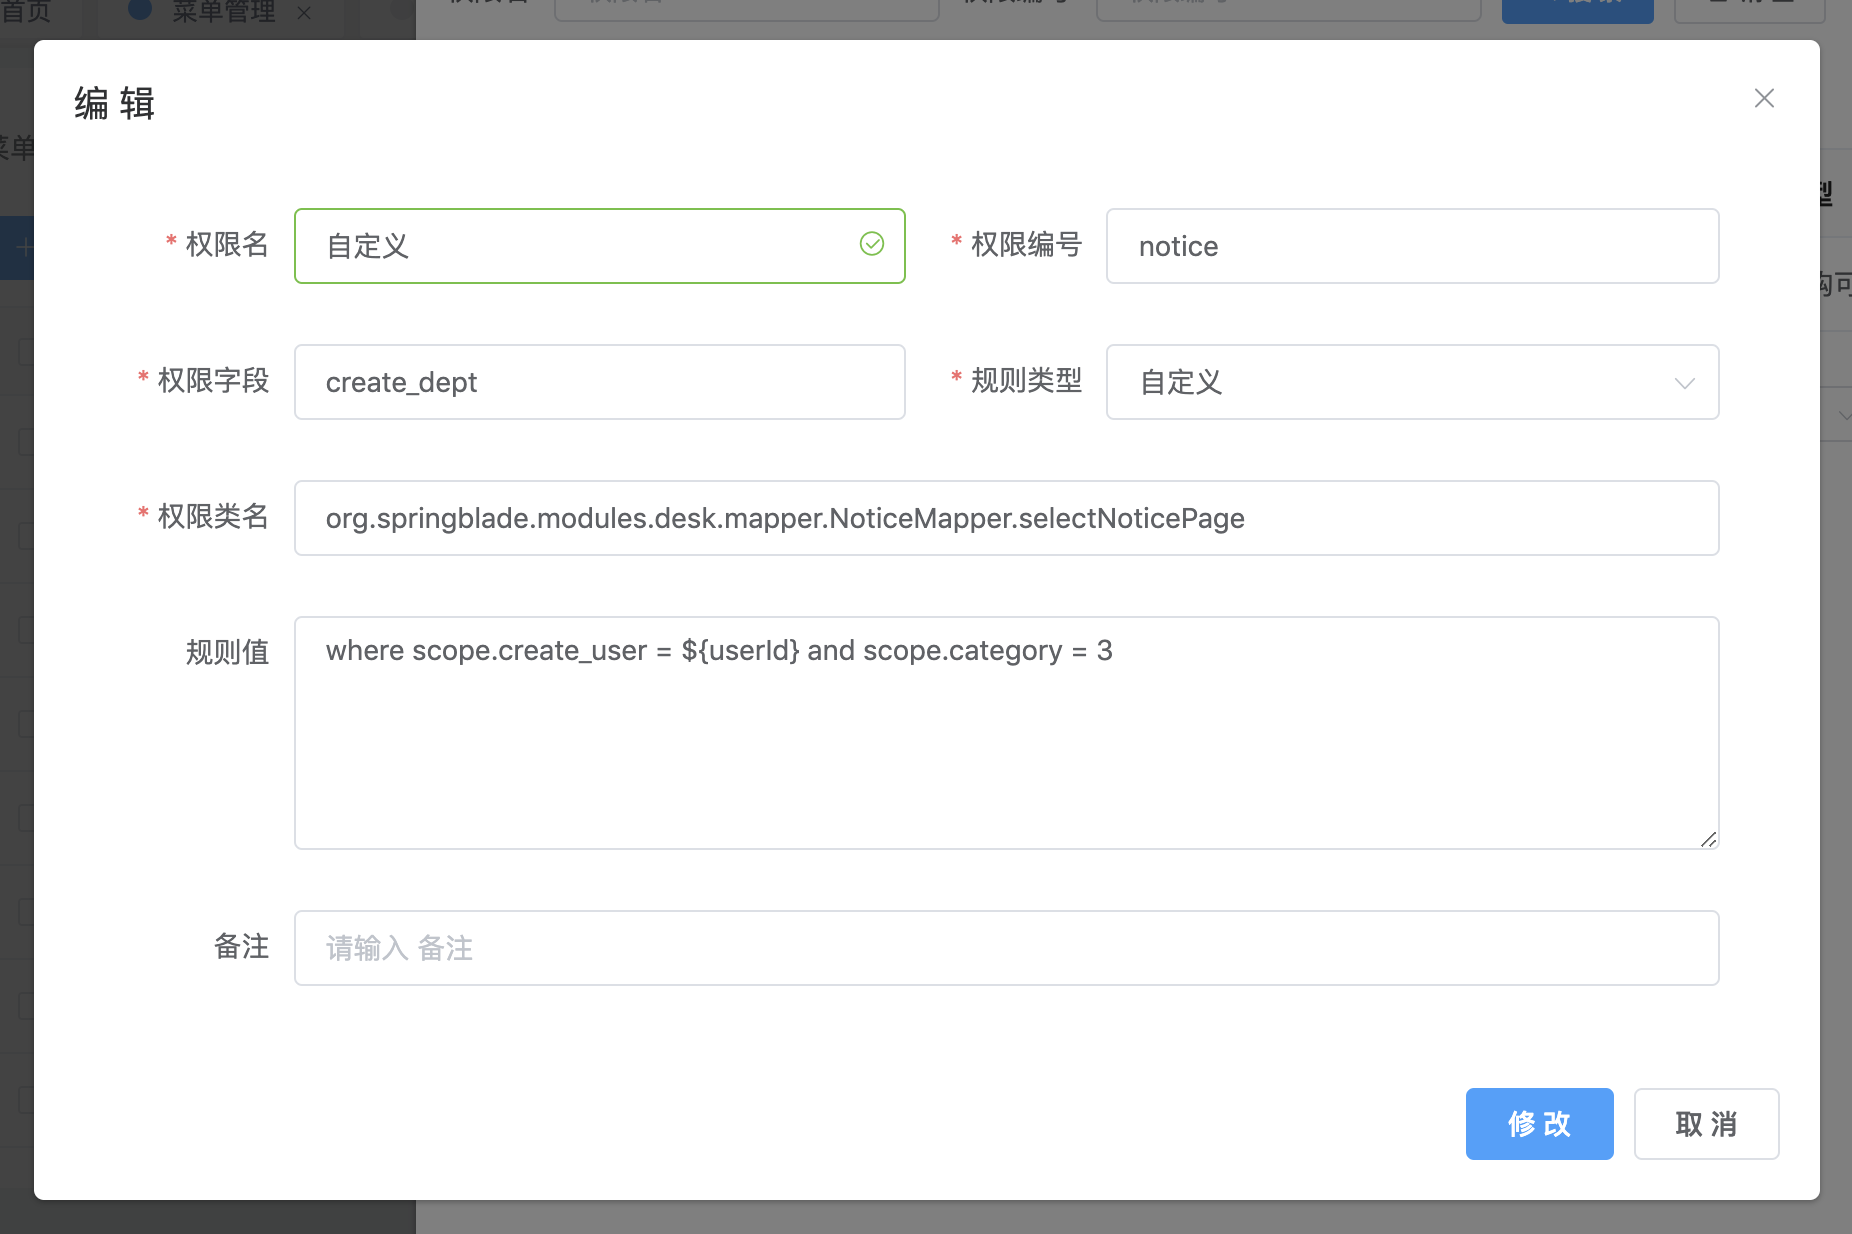 首页 菜单管理 ×
编 辑
* 权限名 自定义 * 权限编号 notice
* 权限字段 create_dept * 规则类型 自定义
* 权限类名 org.springblade.modules.desk.mapper.NoticeMapper.selectNoticePage
规则值 where scope.create_user = ${userId} and scope.category = 3
备注 请输入 备注
修 改 取 消